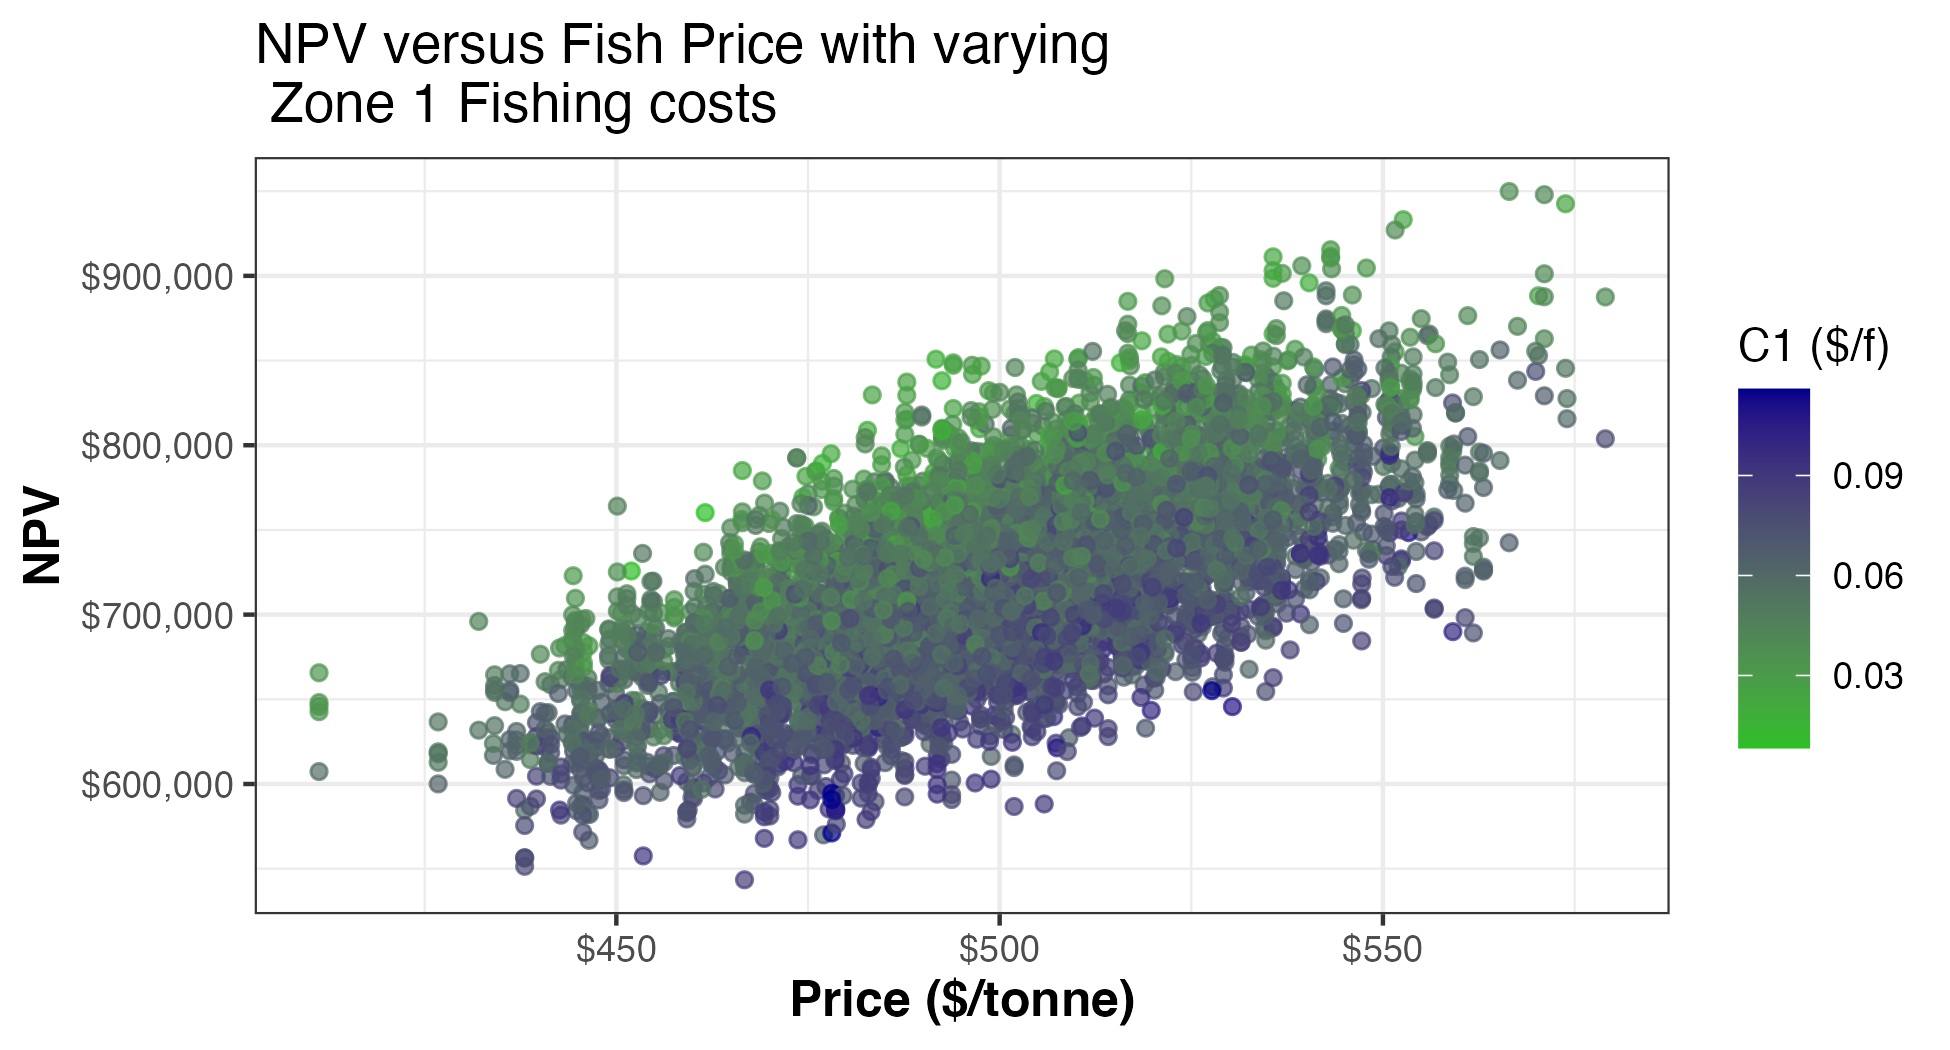 NPV versus Fish Price with varying
Zone 1 Fishing costs
NPV
$900,000
$800,000
$700,000
$600,000
$450
$500
$550
Price ($/tonne)
C1 ($/f)
0.09
0.06
0.03